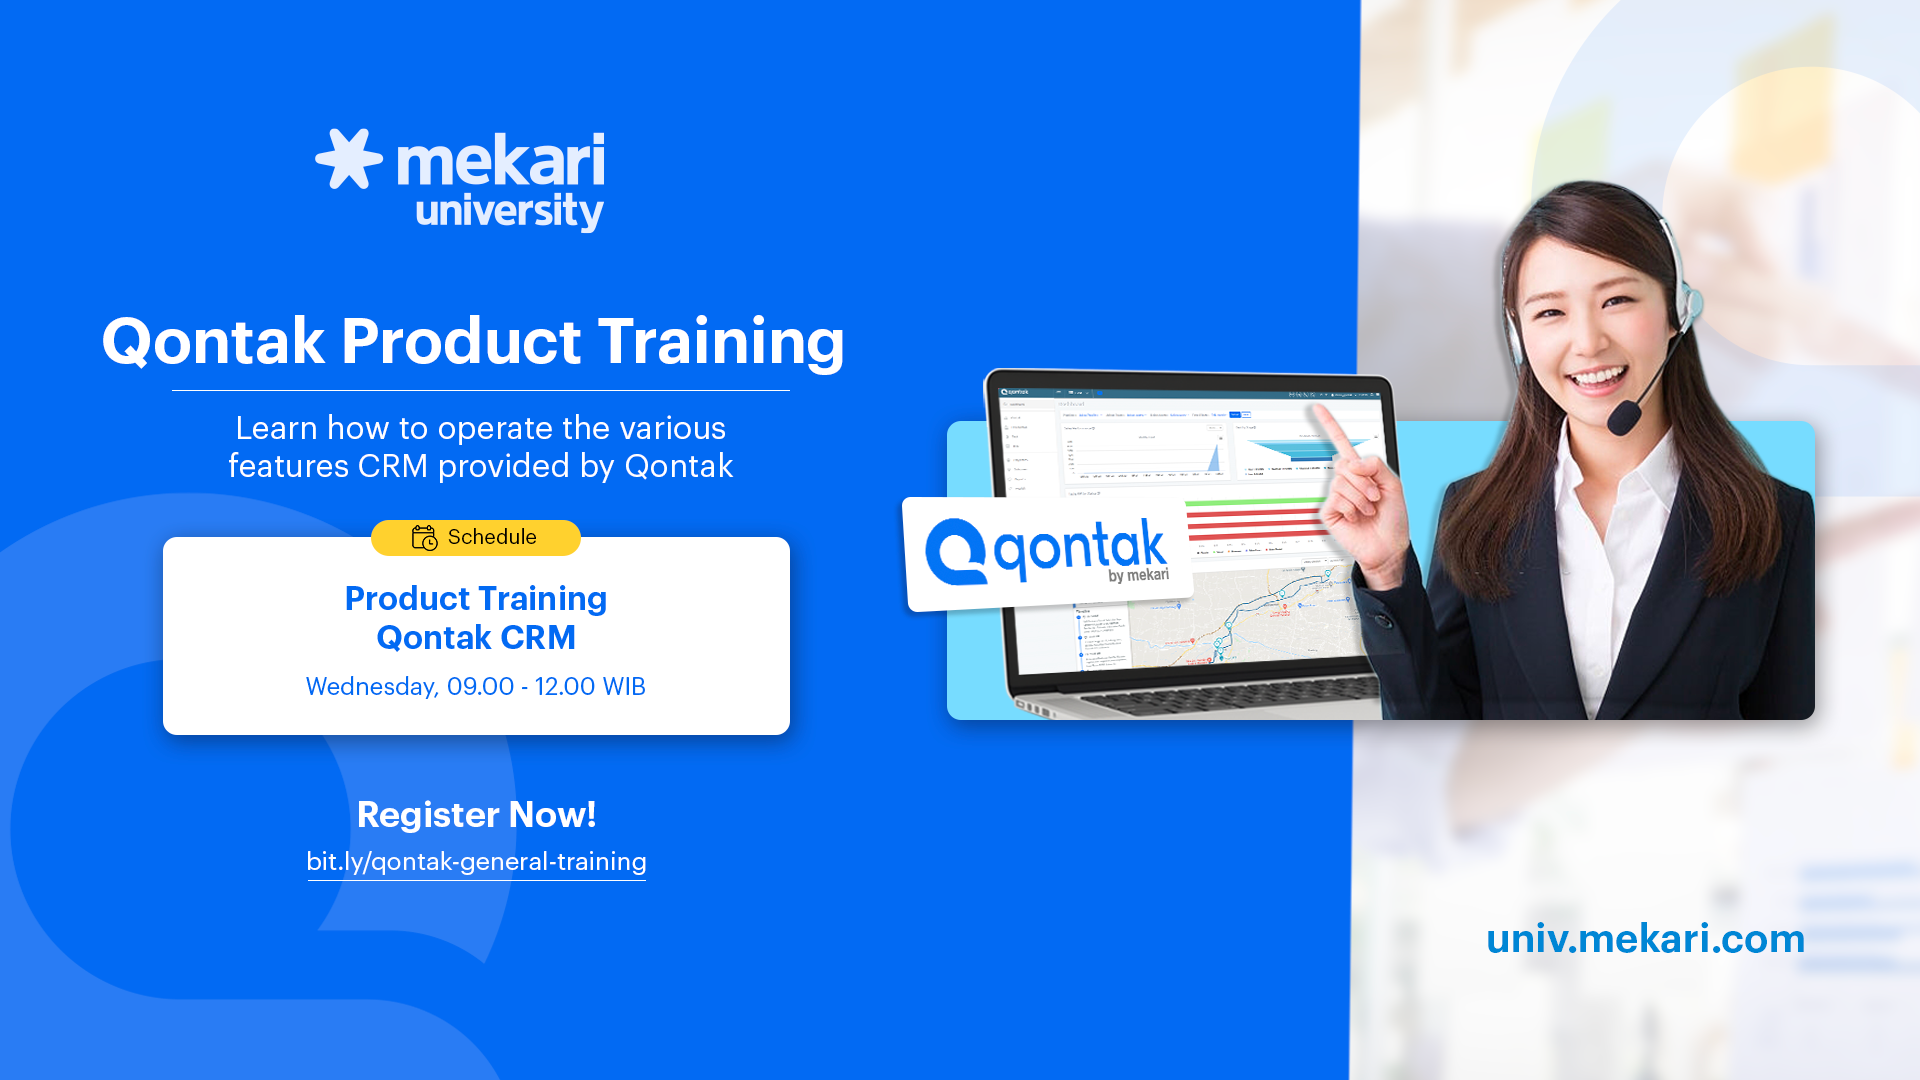 mekari
university
Qontak Product Training
Learn how to operate the various
features CRM provided by Qontak
Schedule
Product Training
Qontak CRM
Wednesday, 09.00 - 12.00 WIB
Register Now!
bit.ly/qontak-general-training
qontak
qontak
by mekari
univ.mekari.com